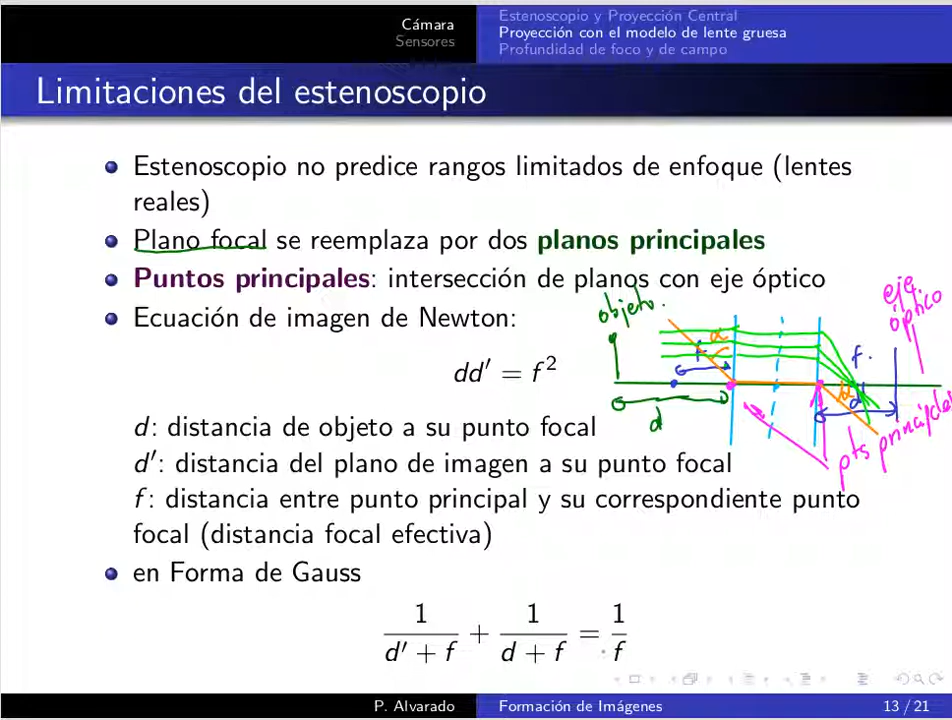 Cámara
Sensores
Estenoscopio y Proyección Central
Proyección con el modelo de lente gruesa
Profundidad de foco y de campo
Limitaciones del estenoscopio
Estenoscopio no predice rangos limitados de enfoque (lentes
reales)
Plano focal se reemplaza por dos planos principales
Puntos principales: intersección de planos con eje óptico
Ecuación de imagen de Newton:
dd′ = f²
objeto.
eje
óptico
α
f
f.
α
d
d'
pts principales
d: distancia de objeto a su punto focal
d′: distancia del plano de imagen a su punto focal
f: distancia entre punto principal y su correspondiente punto
focal (distancia focal efectiva)
en Forma de Gauss
1/(d′ + f) + 1/(d + f) = 1/f
P. Alvarado
Formación de Imágenes
13 / 21